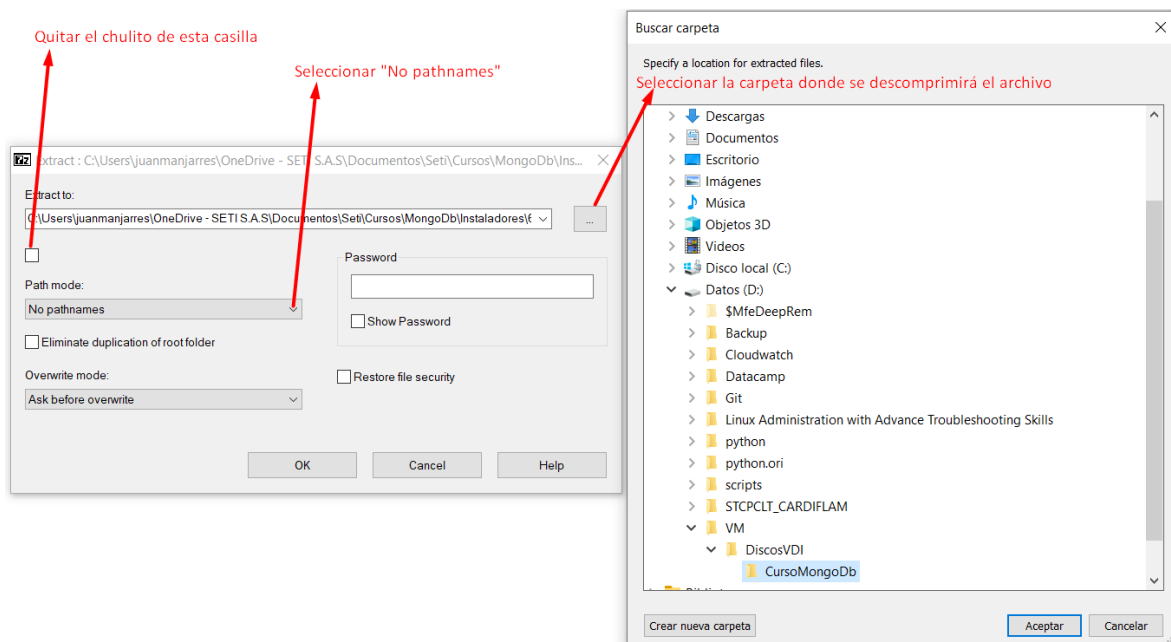 Quitar el chulito de esta casilla
Seleccionar "No pathnames"
7z Extract : C:\Users\juanmanjarres\OneDrive - SETI S.A.S\Documentos\Seti\Cursos\MongoDb\Ins...
Extract to:
C:\Users\juanmanjarres\OneDrive - SETI S.A.S\Documentos\Seti\Cursos\MongoDb\Instaladores\
...
Path mode:
No pathnames
Eliminate duplication of root folder
Overwrite mode:
Ask before overwrite
Password
Show Password
Restore file security
OK
Cancel
Help
Buscar carpeta
Specify a location for extracted files.
Seleccionar la carpeta donde se descomprimirá el archivo
Descargas
Documentos
Escritorio
Imágenes
Música
Objetos 3D
Videos
Disco local (C:)
Datos (D:)
$MfeDeepRem
Backup
Cloudwatch
Datacamp
Git
Linux Administration with Advance Troubleshooting Skills
python
python.ori
scripts
STCPCLT_CARDIFLAM
VM
DiscosVDI
CursoMongoDb
Crear nueva carpeta
Aceptar
Cancelar